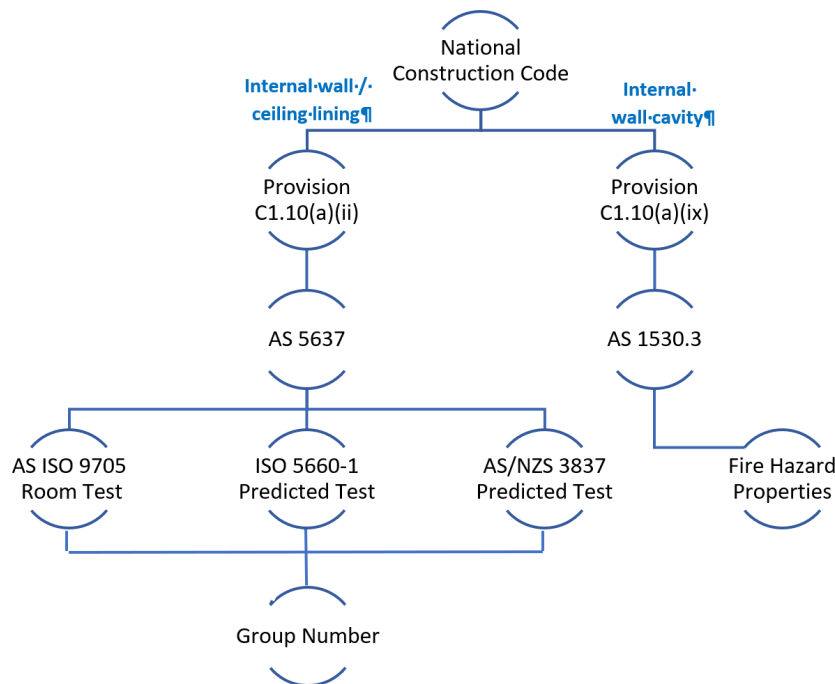 National
Construction Code
Internal·wall·/·
ceiling·lining¶
Internal·
wall·cavity¶
Provision
C1.10(a)(ii)
Provision
C1.10(a)(ix)
AS 5637
AS 1530.3
AS ISO 9705
Room Test
ISO 5660-1
Predicted Test
AS/NZS 3837
Predicted Test
Fire Hazard
Properties
Group Number